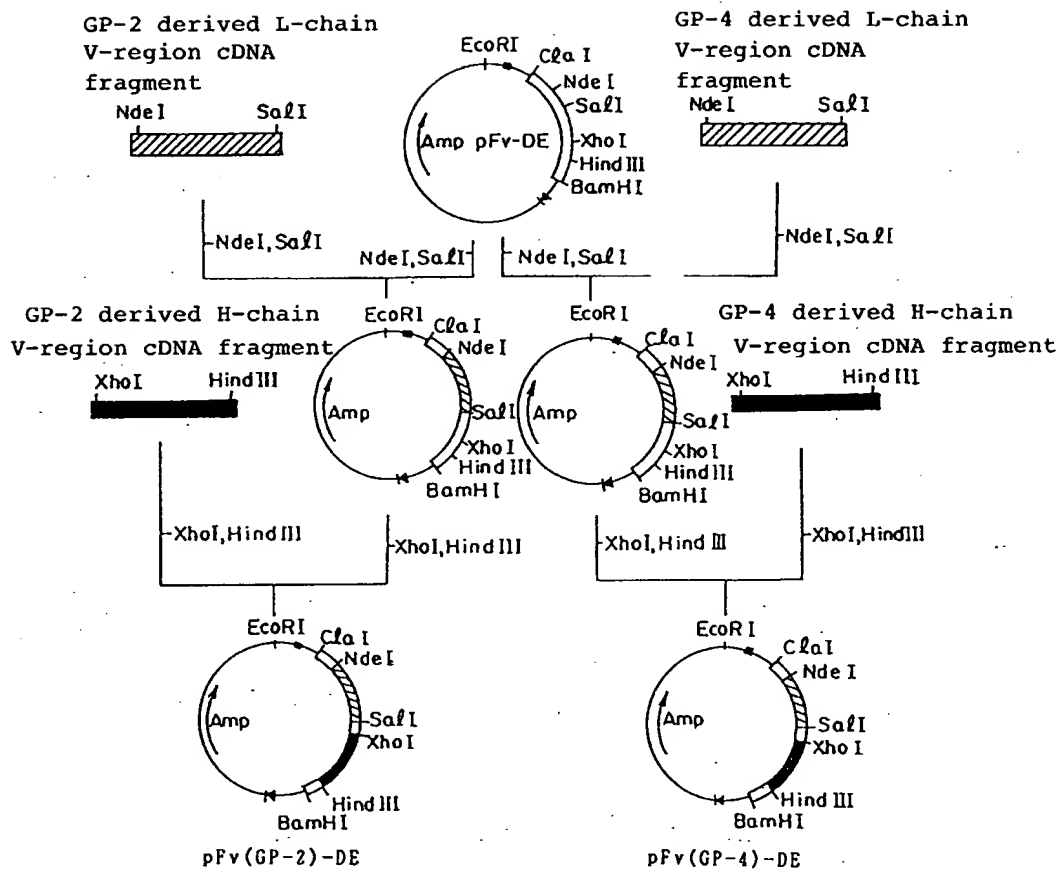 GP-2 derived L-chain
V-region cDNA
fragment
NdeI
SalI
EcoRI
ClaI
NdeI
SalI
XhoI
HindIII
BamHI
Amp pFv-DE
GP-4 derived L-chain
V-region cDNA
fragment
NdeI
SalI
NdeI,SalI
NdeI,SalI
NdeI,SalI
NdeI,SalI
GP-2 derived H-chain
V-region cDNA fragment
XhoI
HindIII
EcoRI
ClaI
NdeI
Amp
SalI
XhoI
HindIII
BamHI
EcoRI
ClaI
NdeI
Amp
SalI
XhoI
HindIII
BamHI
GP-4 derived H-chain
V-region cDNA fragment
XhoI
HindIII
XhoI,HindIII
XhoI,HindIII
XhoI,HindIII
XhoI,HindIII
EcoRI
ClaI
NdeI
Amp
SalI
XhoI
HindIII
BamHI
pFv(GP-2)-DE
EcoRI
ClaI
NdeI
Amp
SalI
XhoI
HindIII
BamHI
pFv(GP-4)-DE